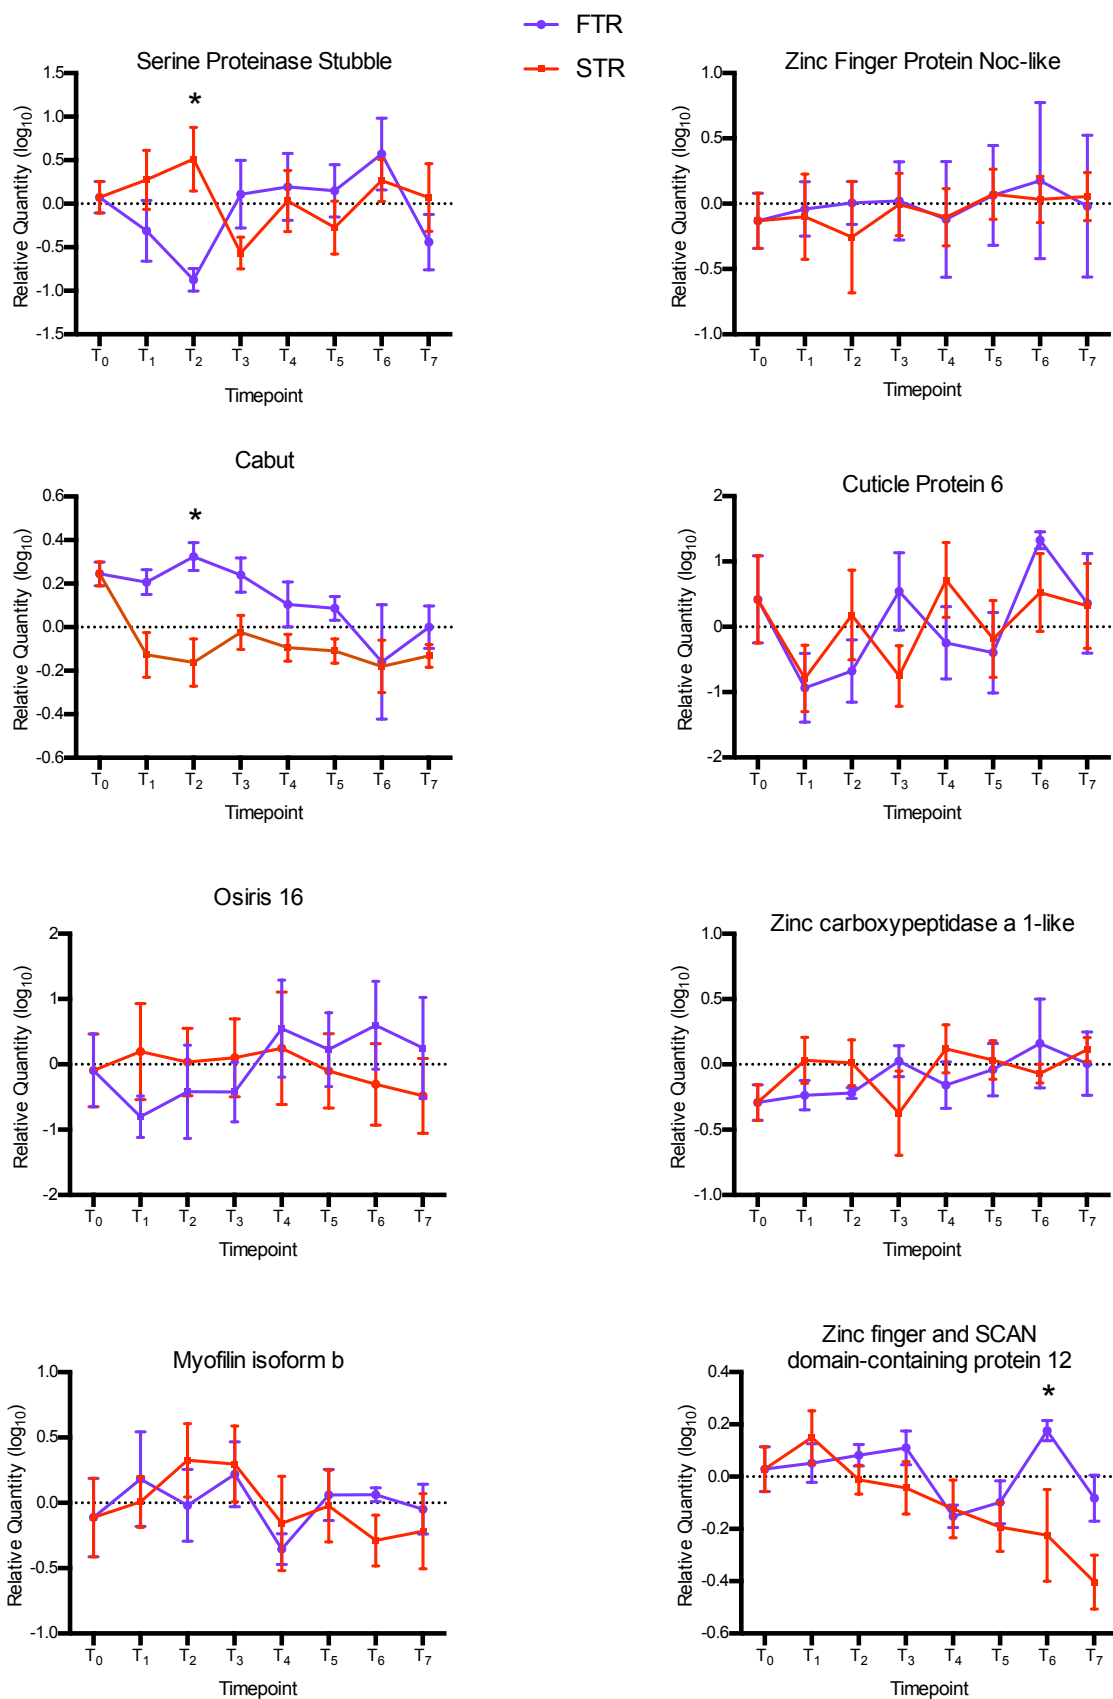 FTR
STR
Serine Proteinase Stubble
Relative Quantity (log10)
1.5
*
1.0
0.5
0.0
-0.5
-1.0
-1.5
T0 T1 T2 T3 T4 T5 T6 T7
Timepoint
Zinc Finger Protein Noc-like
Relative Quantity (log10)
1.0
0.5
0.0
-0.5
-1.0
T0 T1 T2 T3 T4 T5 T6 T7
Timepoint
Cabut
Relative Quantity (log10)
0.6
*
0.4
0.2
0.0
-0.2
-0.4
-0.6
T0 T1 T2 T3 T4 T5 T6 T7
Timepoint
Cuticle Protein 6
Relative Quantity (log10)
2
1
0
-1
-2
T0 T1 T2 T3 T4 T5 T6 T7
Timepoint
Osiris 16
Relative Quantity (log10)
2
1
0
-1
-2
T0 T1 T2 T3 T4 T5 T6 T7
Timepoint
Zinc carboxypeptidase a 1-like
Relative Quantity (log10)
1.0
0.5
0.0
-0.5
-1.0
T0 T1 T2 T3 T4 T5 T6 T7
Timepoint
Myofilin isoform b
Relative Quantity (log10)
1.0
0.5
0.0
-0.5
-1.0
T0 T1 T2 T3 T4 T5 T6 T7
Timepoint
Zinc finger and SCAN
domain-containing protein 12
Relative Quantity (log10)
0.4
*
0.2
0.0
-0.2
-0.4
-0.6
T0 T1 T2 T3 T4 T5 T6 T7
Timepoint